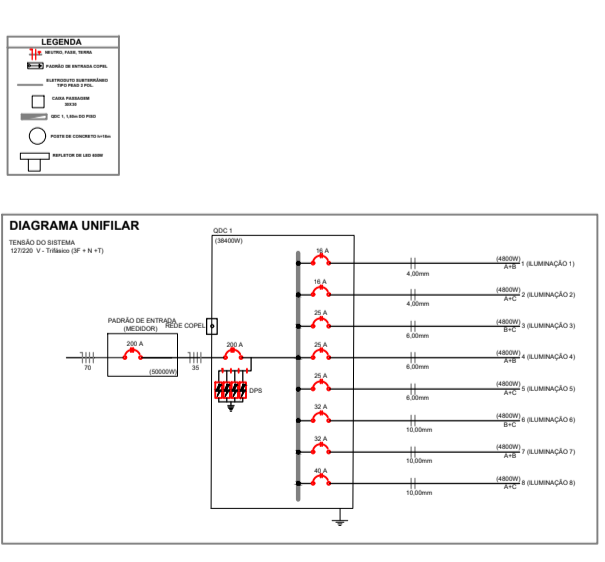 LEGENDA
NEUTRO, FASE, TERRA
PADRÃO DE ENTRADA COPEL
ELETRODUTO SUBTERRÂNEO
TIPO PEAD 2 POL.
CAIXA PASSAGEM
30X30
QDC 1, 1,60m DO PISO
POSTE DE CONCRETO h=10m
REFLETOR DE LED 600W
DIAGRAMA UNIFILAR
TENSÃO DO SISTEMA
127/220 V - Trifásico (3F + N +T)
QDC 1
(38400W)
PADRÃO DE ENTRADA
(MEDIDOR)
REDE COPEL
200 A
(50000W)
70
35
200 A
DPS
16 A
4,00mm
(4800W)
A+B
1 (ILUMINAÇÃO 1)
16 A
4,00mm
(4800W)
A+C
2 (ILUMINAÇÃO 2)
25 A
6,00mm
(4800W)
B+C
3 (ILUMINAÇÃO 3)
25 A
6,00mm
(4800W)
A+B
4 (ILUMINAÇÃO 4)
25 A
6,00mm
(4800W)
A+C
5 (ILUMINAÇÃO 5)
32 A
10,00mm
(4800W)
B+C
6 (ILUMINAÇÃO 6)
32 A
10,00mm
(4800W)
A+B
7 (ILUMINAÇÃO 7)
40 A
10,00mm
(4800W)
A+C
8 (ILUMINAÇÃO 8)